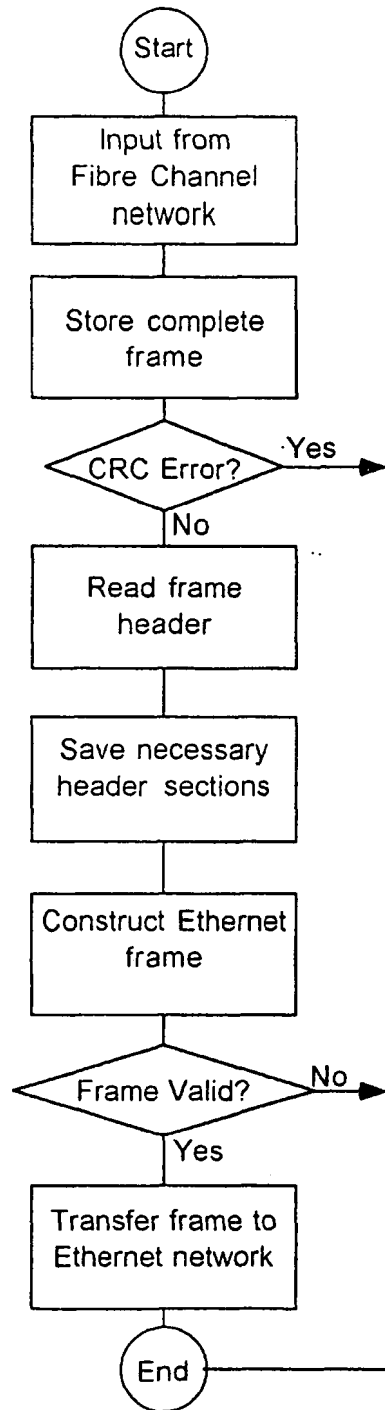 Start
Input from
Fibre Channel
network
Store complete
frame
CRC Error?
Yes
No
Read frame
header
Save necessary
header sections
Construct Ethernet
frame
Frame Valid?
No
Yes
Transfer frame to
Ethernet network
End